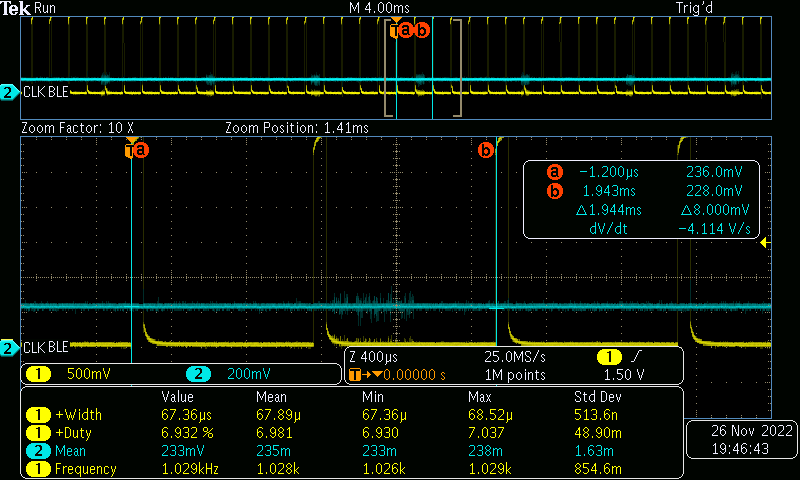 Tek Run M 4.00ms Trig'd
T a b
2 CLK BLE
Zoom Factor: 10 X Zoom Position: 1.41ms
T a b
a -1.200µs 236.0mV
b 1.943ms 228.0mV
△1.944ms △8.000mV
dV/dt -4.114 V/s
2 CLK BLE
1 500mV 2 200mV Z 400µs 25.0MS/s 1
T→▼0.00000 s 1M points 1.50 V
Value Mean Min Max Std Dev
1 +Width 67.36µs 67.89µ 67.36µ 68.52µ 513.6n
1 +Duty 6.932 % 6.981 6.930 7.037 48.90m
2 Mean 233mV 235m 233m 238m 1.63m
1 Frequency 1.029kHz 1.028k 1.026k 1.029k 854.6m
26 Nov 2022
19:46:43